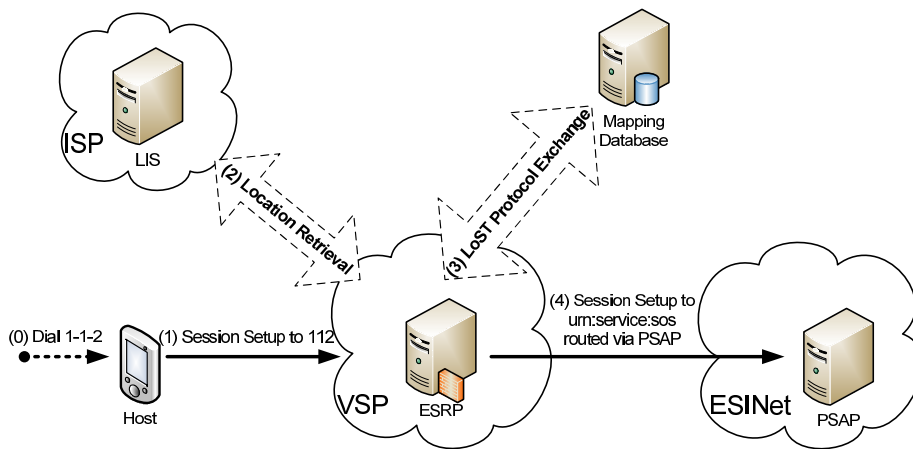 LIS
ISP
Mapping
Database
(2) Location Retrieval
(3) LoST Protocol Exchange
(0) Dial 1-1-2
(1) Session Setup to 112
(4) Session Setup to
urn:service:sos
routed via PSAP
Host
VSP
ESRP
ESINet
PSAP